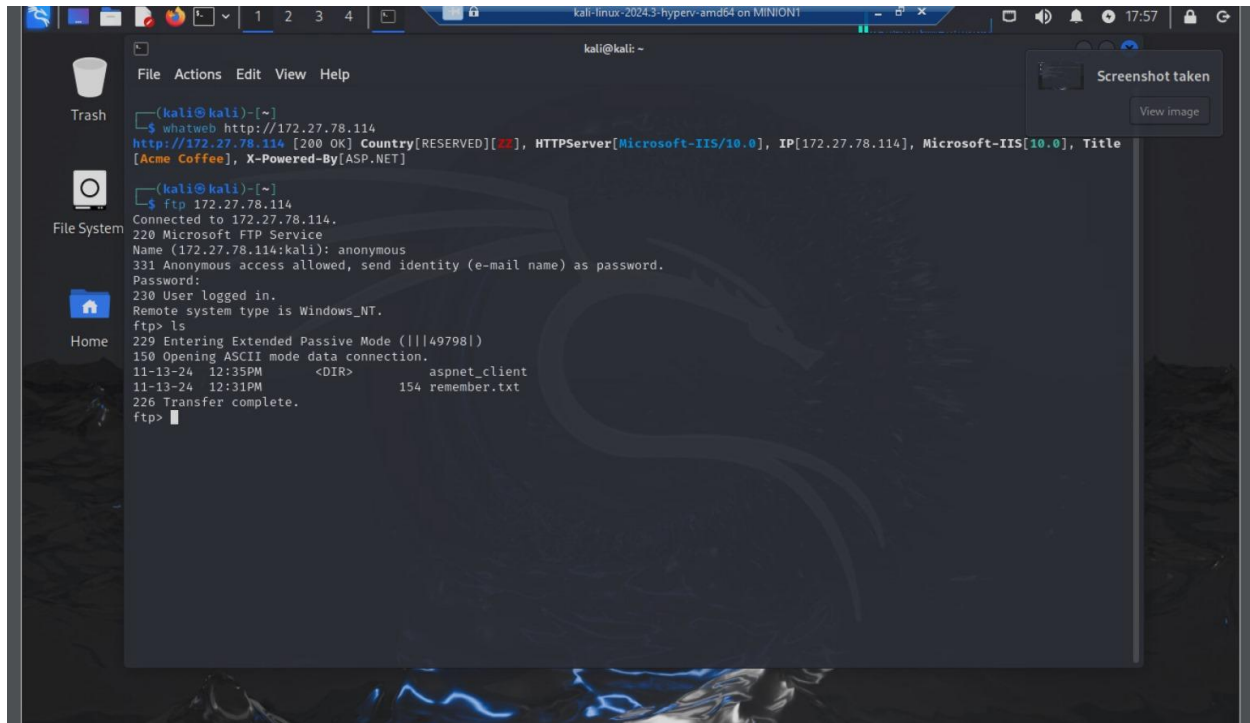 1 2 3 4
kali-linux-2024.3-hyperv-amd64 on MINION1
17:57
kali@kali: ~
File Actions Edit View Help
Screenshot taken
View image
Trash
File System
Home
┌──(kali㉿kali)-[~]
└─$ whatweb http://172.27.78.114
http://172.27.78.114 [200 OK] Country[RESERVED][ZZ], HTTPServer[Microsoft-IIS/10.0], IP[172.27.78.114], Microsoft-IIS[10.0], Title
[Acme Coffee], X-Powered-By[ASP.NET]
┌──(kali㉿kali)-[~]
└─$ ftp 172.27.78.114
Connected to 172.27.78.114.
220 Microsoft FTP Service
Name (172.27.78.114:kali): anonymous
331 Anonymous access allowed, send identity (e-mail name) as password.
Password:
230 User logged in.
Remote system type is Windows_NT.
ftp> ls
229 Entering Extended Passive Mode (|||49798|)
150 Opening ASCII mode data connection.
11-13-24 12:35PM <DIR> aspnet_client
11-13-24 12:31PM 154 remember.txt
226 Transfer complete.
ftp>